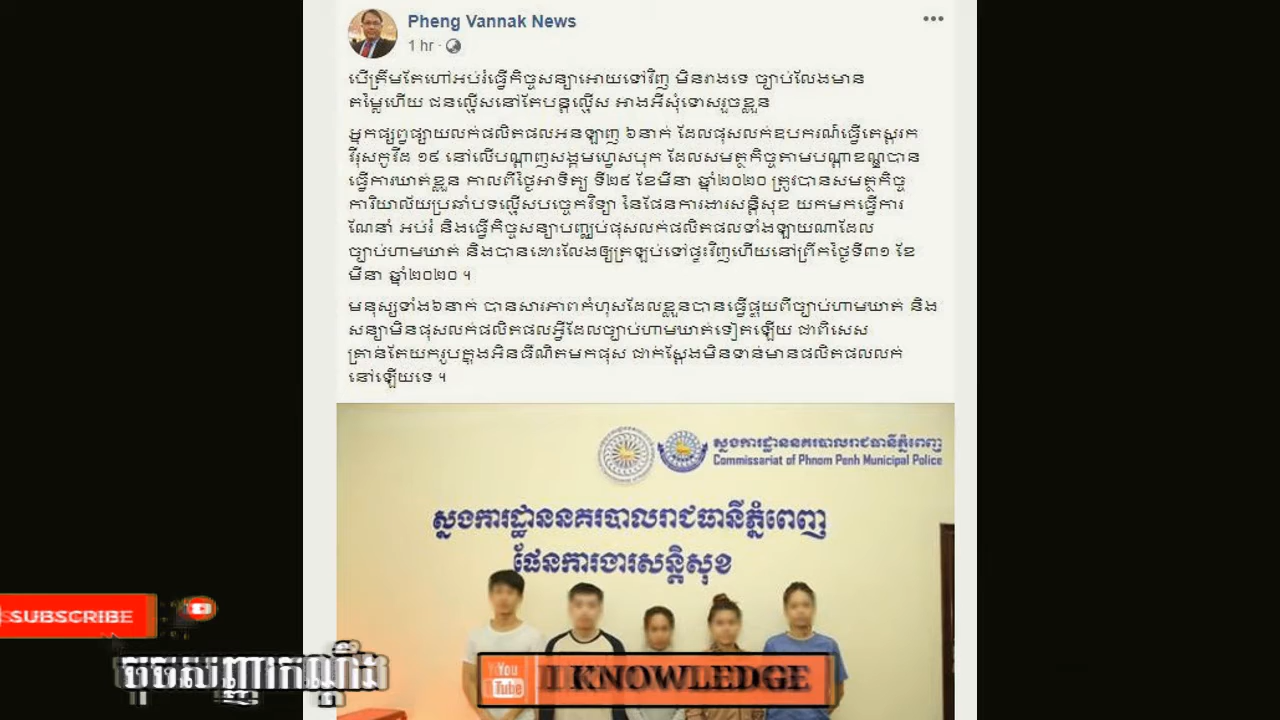 Pheng Vannak News
1 hr
បើគ្រឹមតែហៅអប់រំធ្វើកិច្ចសន្យាអោយទៅវិញ មិនរាងទេ ច្បាប់លែងមាន
តម្លៃហើយ ជនល្មើសនៅតែបន្តល្មើស អាងអីសុំទោសរួចខ្លួន
អ្នកផ្សព្វផ្សាយលក់ផលិតផលអនឡាញ ៦នាក់ ដែលផុសលក់ឧបករណ៍ធ្វើតេស្តរក
វីរុសកូវីដ ១៩ នៅលើបណ្តាញសង្គមហ្វេសបុក ដែលសមត្ថកិច្ចតាមបណ្តាខណ្ឌបាន
ធ្វើការឃាត់ខ្លួន កាលពីថ្ងៃអាទិត្យ ទី២៩ ខែមីនា ឆ្នាំ២០២០ ត្រូវបានសមត្ថកិច្ច
ការិយាល័យប្រឆាំបទល្មើសបច្ចេកវិទ្យា នៃផែនការងារសន្តិសុខ យកមកធ្វើការ
ណែនាំ អប់រំ និងធ្វើកិច្ចសន្យាបញ្ឈប់ផុសលក់ផលិតផលទាំងឡាយណាដែល
ច្បាប់ហាមឃាត់ និងបានដោះលែងឲ្យត្រឡប់ទៅផ្ទះវិញហើយនៅព្រឹកថ្ងៃទី៣១ ខែ
មីនា ឆ្នាំ២០២០ ។
មនុស្សទាំង៦នាក់ បានសារភាពកំហុសដែលខ្លួនបានធ្វើផ្ទុយពីច្បាប់ហាមឃាត់ និង
សន្យាមិនផុសលក់ផលិតផលអ្វីដែលច្បាប់ហាមឃាត់ទៀតឡើយ ជាពិសេស
គ្រាន់តែយករូបក្នុងអិនធឺណិតមកផុស ជាក់ស្តែងមិនទាន់មានផលិតផលលក់
នៅឡើយទេ ។
ស្នងការដ្ឋាននគរបាលរាជធានីភ្នំពេញ
Commissariat of Phnom Penh Municipal Police
ស្នងការដ្ឋាននគរបាលរាជធានីភ្នំពេញ
ផែនការងារសន្តិសុខ
SUBSCRIBE
ចុចសញ្ញាកណ្ដឹង
You Tube I KNOWLEDGE